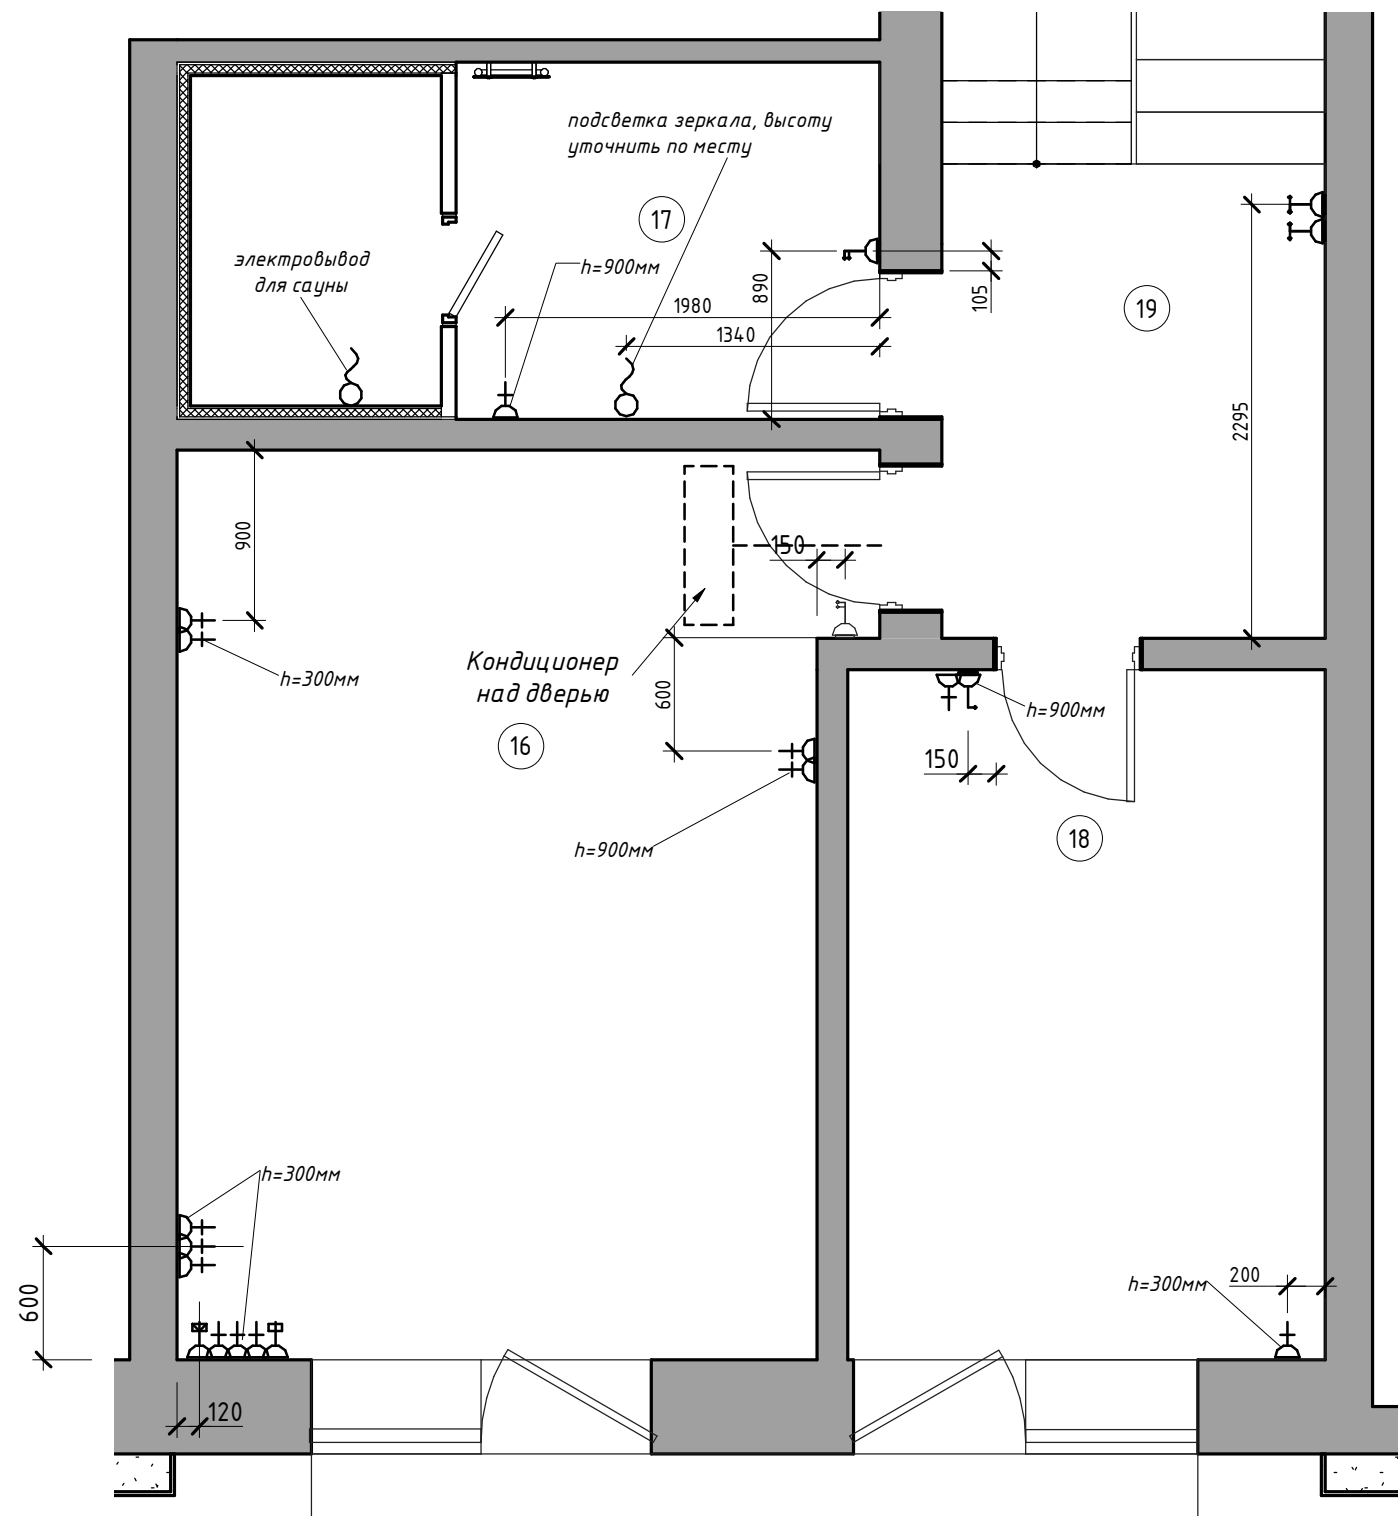 подсветка зеркала, высоту
уточнить по месту
17
электровывод
для сауны
h=900мм
890
105
19
1980
1340
2295
900
150
h=300мм
Кондиционер
над дверью
600
16
h=900мм
150
h=900мм
18
h=300мм
600
h=300мм
200
120